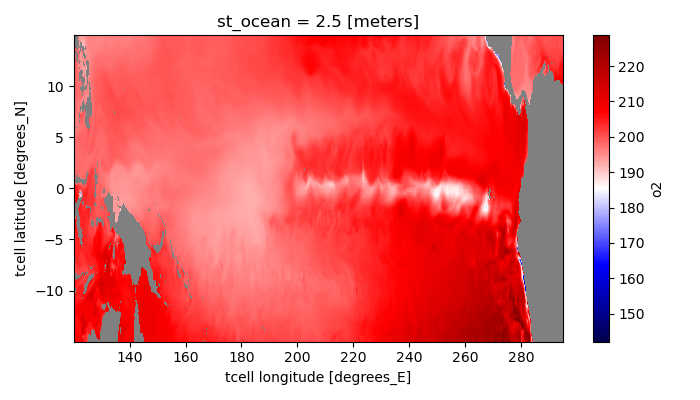 st_ocean = 2.5 [meters]
tcell latitude [degrees_N]
10
5
0
−5
−10
140 160 180 200 220 240 260 280
tcell longitude [degrees_E]
220
210
200
190
180
170
160
150
o2